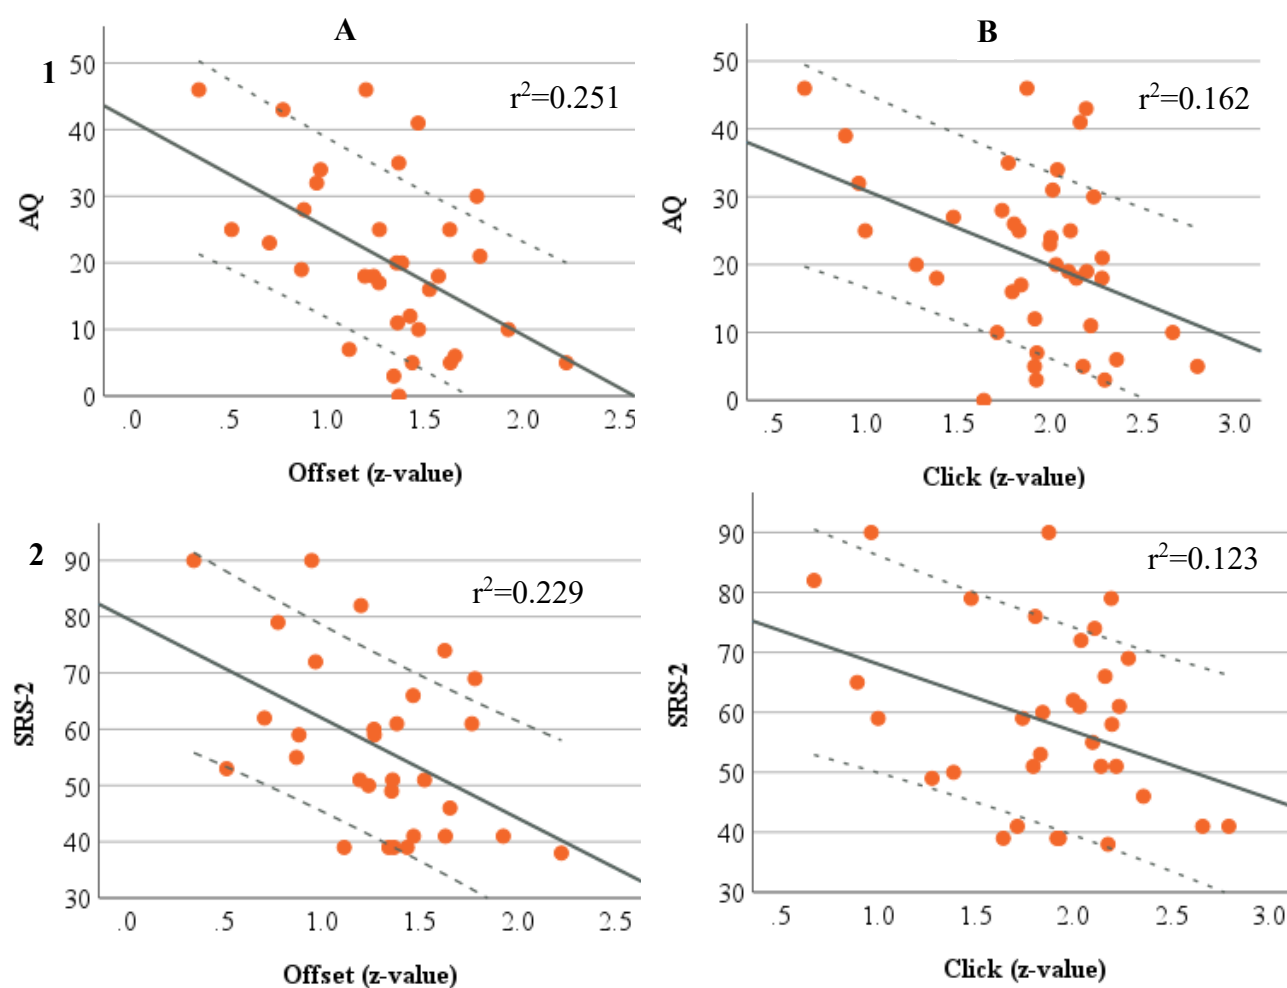 A
B
1
r²=0.251
50
40
30
20
10
0
AQ
.0 .5 1.0 1.5 2.0 2.5
Offset (z-value)
r²=0.162
50
40
30
20
10
0
AQ
.5 1.0 1.5 2.0 2.5 3.0
Click (z-value)
2
r²=0.229
90
80
70
60
50
40
30
SRS-2
.0 .5 1.0 1.5 2.0 2.5
Offset (z-value)
r²=0.123
90
80
70
60
50
40
30
SRS-2
.5 1.0 1.5 2.0 2.5 3.0
Click (z-value)